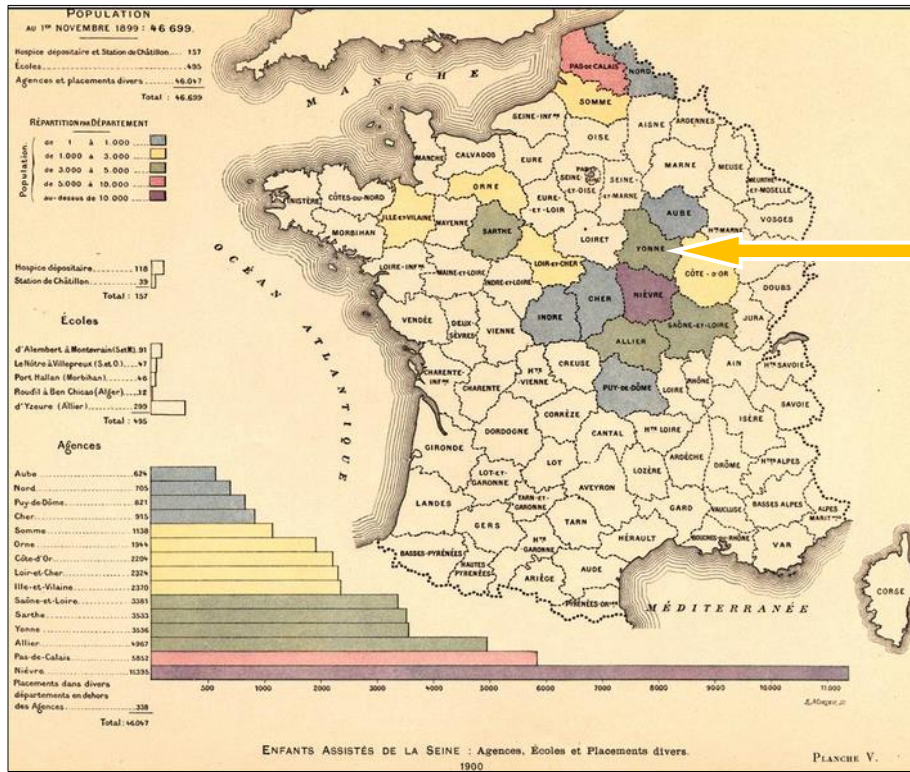 POPULATION
AU 1ER NOVEMBRE 1899 : 46 699.
Hospice dépositaire et Station de Châtillon... 157
Écoles ... 495
Agences et placements divers ... 46.047
Total : 46.699
RÉPARTITION PAR DÉPARTEMENT
Population.
de 1 à 1.000
de 1.000 à 3.000
de 3.000 à 5.000
de 5.000 à 10.000
au-dessus de 10.000
Hospice dépositaire ... 118
Station de Châtillon ... 39
Total : 157
Écoles
d'Alembert à Montevrain (S.et M.) 91
Le Nôtre à Villepreux (S.et O.) 47
Port Hallan (Morbihan) 46
Roudil à Ben Chicao (Alger) 12
d'Yzeure (Allier) 299
Total : 495
Agences
Aube 624
Nord 705
Puy-de-Dôme 821
Cher 915
Somme 1138
Orne 1944
Côte-d'Or 2204
Loir-et-Cher 2324
Ille-et-Vilaine 2370
Saône-et-Loire 3381
Sarthe 3533
Yonne 3536
Allier 4967
Pas-de-Calais 5852
Nièvre
Placements dans divers
départements en dehors
des Agences 338
Total : 46047
500 1000 2000 3000 4000 5000 6000 7000 8000 9000 10.000 11.000
MANCHE
OCÉAN ATLANTIQUE
MÉDITERRANÉE
PAS-DE-CALAIS
NORD
SOMME
SEINE-INFRE
OISE
AISNE
ARDENNES
MANCHE
CALVADOS
EURE
PARIS
SEINE-ET-OISE
SEINE-ET-MARNE
MARNE
MEUSE
MEURTHE-ET-MOSELLE
FINISTÈRE
CÔTES-DU-NORD
ILLE-ET-VILAINE
MAYENNE
ORNE
EURE-ET-LOIR
AUBE
HTE MARNE
VOSGES
MORBIHAN
SARTHE
LOIRET
YONNE
LOIRE-INFRE
MAINE-ET-LOIRE
INDRE-ET-LOIRE
LOIR-ET-CHER
CÔTE-D'OR
DOUBS
VENDÉE
DEUX-SÈVRES
VIENNE
INDRE
CHER
NIÈVRE
SAÔNE-ET-LOIRE
JURA
ALLIER
AIN
HTE SAVOIE
CHARENTE-INFRE
CHARENTE
HTE VIENNE
CREUSE
PUY-DE-DÔME
LOIRE
RHÔNE
SAVOIE
DORDOGNE
CORRÈZE
CANTAL
HTE LOIRE
ISÈRE
GIRONDE
LOT-ET-GARONNE
LOT
AVEYRON
LOZÈRE
ARDÈCHE
DRÔME
HTES ALPES
LANDES
GERS
TARN-ET-GARONNE
TARN
GARD
VAUCLUSE
BASSES ALPES
ALPES MARITMES
BASSES-PYRÉNÉES
HAUTES PYRÉNÉES
HTE GARONNE
ARIÈGE
AUDE
HÉRAULT
BOUCHES-DU-RHÔNE
VAR
PYRÉNÉES-ORLES
CORSE
ENFANTS ASSISTÉS DE LA SEINE : Agences, Écoles et Placements divers.
1900
PLANCHE V.